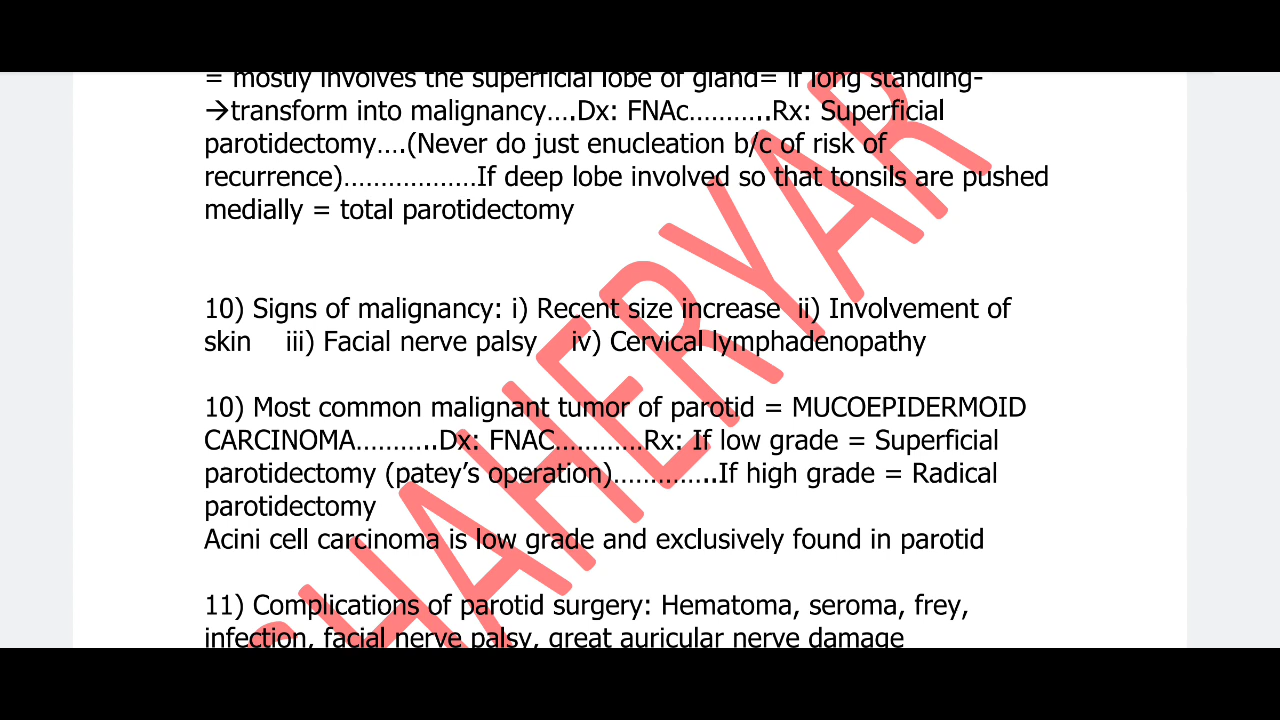 = mostly involves the superficial lobe of gland= if long standing-
→transform into malignancy....Dx: FNAc...........Rx: Superficial
parotidectomy....(Never do just enucleation b/c of risk of
recurrence)..................If deep lobe involved so that tonsils are pushed
medially = total parotidectomy
10) Signs of malignancy: i) Recent size increase  ii) Involvement of
skin    iii) Facial nerve palsy    iv) Cervical lymphadenopathy
10) Most common malignant tumor of parotid = MUCOEPIDERMOID
CARCINOMA...........Dx: FNAC............Rx: If low grade = Superficial
parotidectomy (patey's operation)..............If high grade = Radical
parotidectomy
Acini cell carcinoma is low grade and exclusively found in parotid
11) Complications of parotid surgery: Hematoma, seroma, frey,
infection, facial nerve palsy, great auricular nerve damage
SHAHERYAR